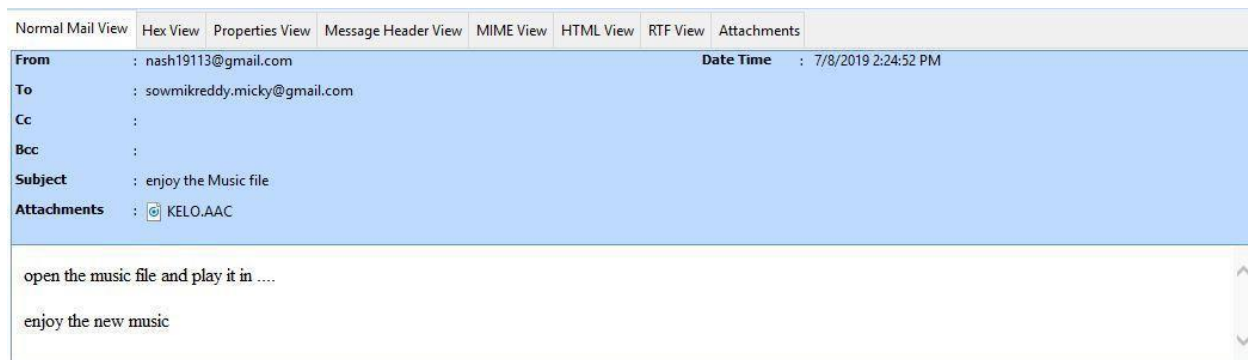 Normal Mail View Hex View Properties View Message Header View MIME View HTML View RTF View Attachments
From : nash19113@gmail.com Date Time : 7/8/2019 2:24:52 PM
To : sowmikreddy.micky@gmail.com
Cc :
Bcc :
Subject : enjoy the Music file
Attachments : KELO.AAC
open the music file and play it in ....
enjoy the new music